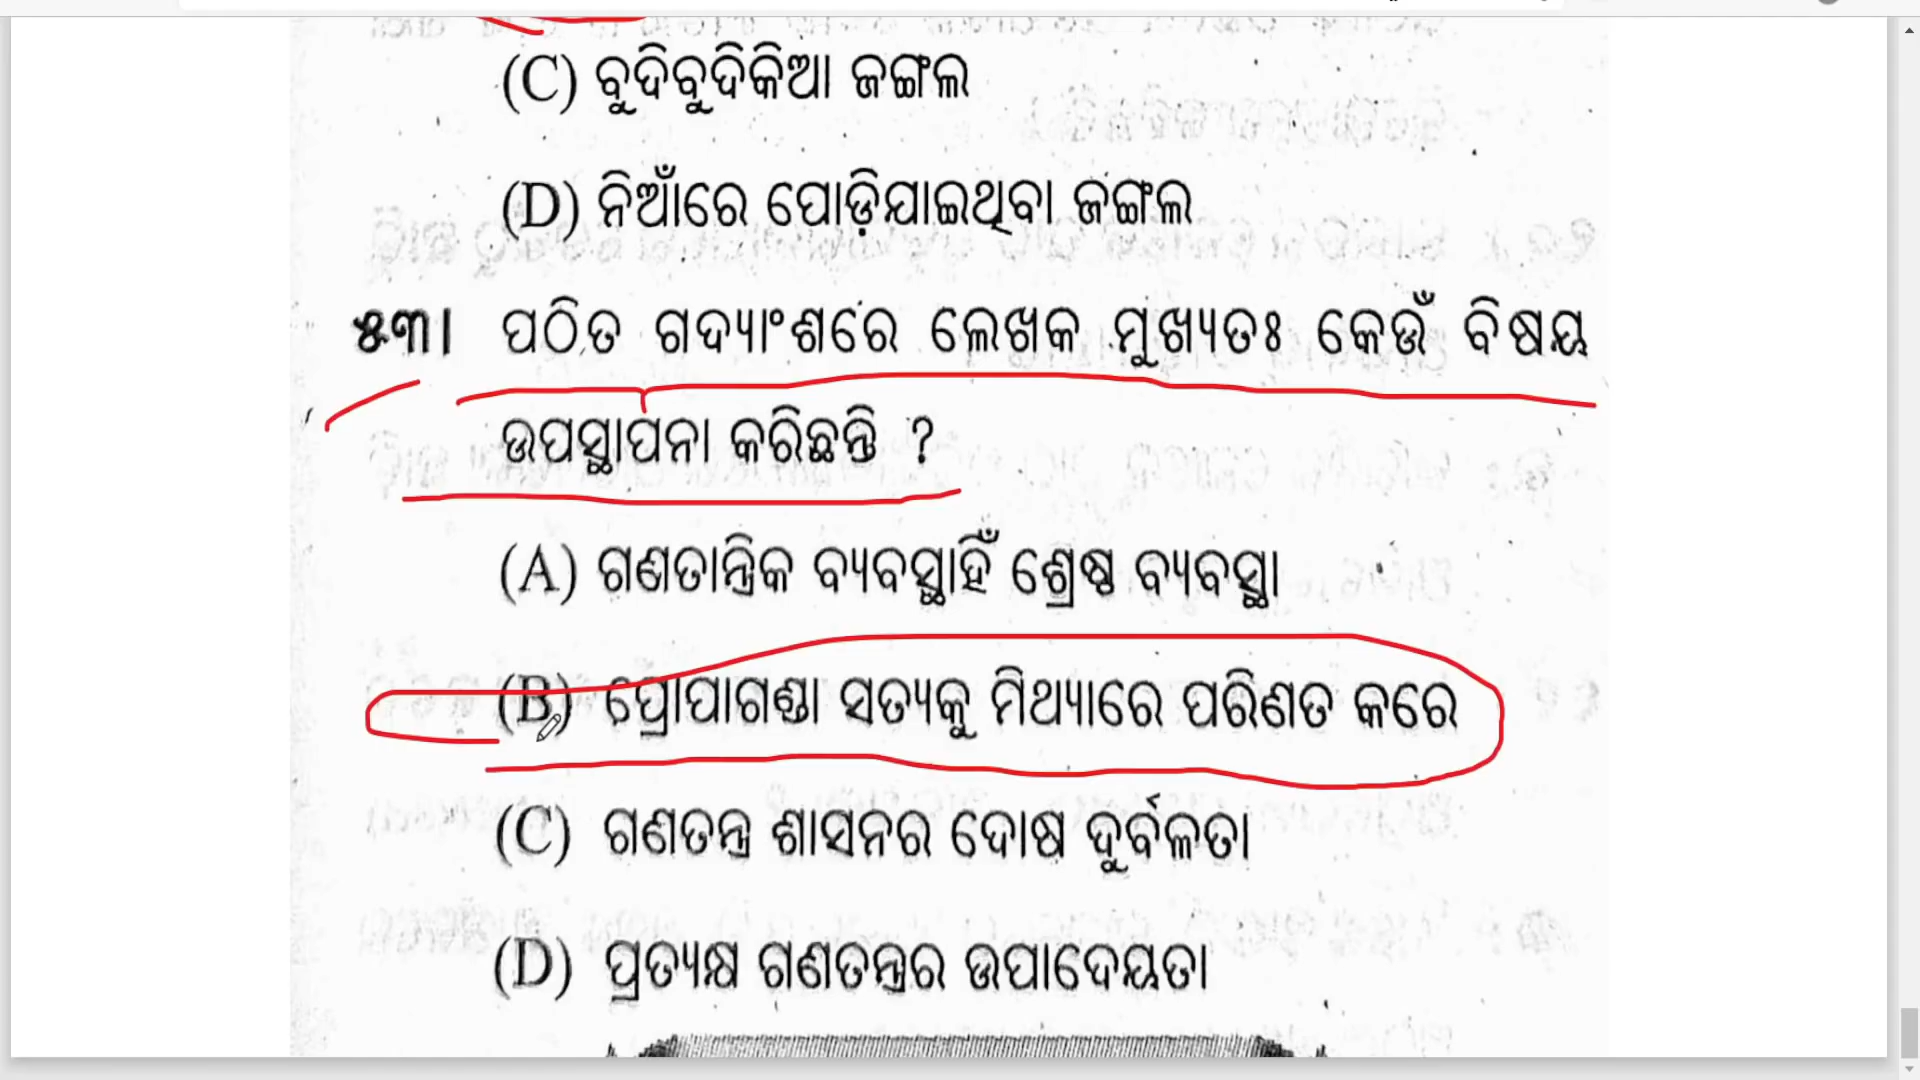 (C) ବୁଦିବୁଦିକିଆ ଜଙ୍ଗଲ
(D) ନିଆଁରେ ପୋଡ଼ିଯାଇଥିବା ଜଙ୍ଗଲ
୫୩। ପଠିତ ଗଦ୍ୟାଂଶରେ ଲେଖକ ମୁଖ୍ୟତଃ କେଉଁ ବିଷୟ
ଉପସ୍ଥାପନା କରିଛନ୍ତି ?
(A) ଗଣତାନ୍ତ୍ରିକ ବ୍ୟବସ୍ଥାହିଁ ଶ୍ରେଷ୍ଠ ବ୍ୟବସ୍ଥା
(B) ପ୍ରୋପାଗଣ୍ଡା ସତ୍ୟକୁ ମିଥ୍ୟାରେ ପରିଣତ କରେ
(C) ଗଣତନ୍ତ୍ର ଶାସନର ଦୋଷ ଦୁର୍ବଳତା
(D) ପ୍ରତ୍ୟକ୍ଷ ଗଣତନ୍ତ୍ରର ଉପାଦେୟତା